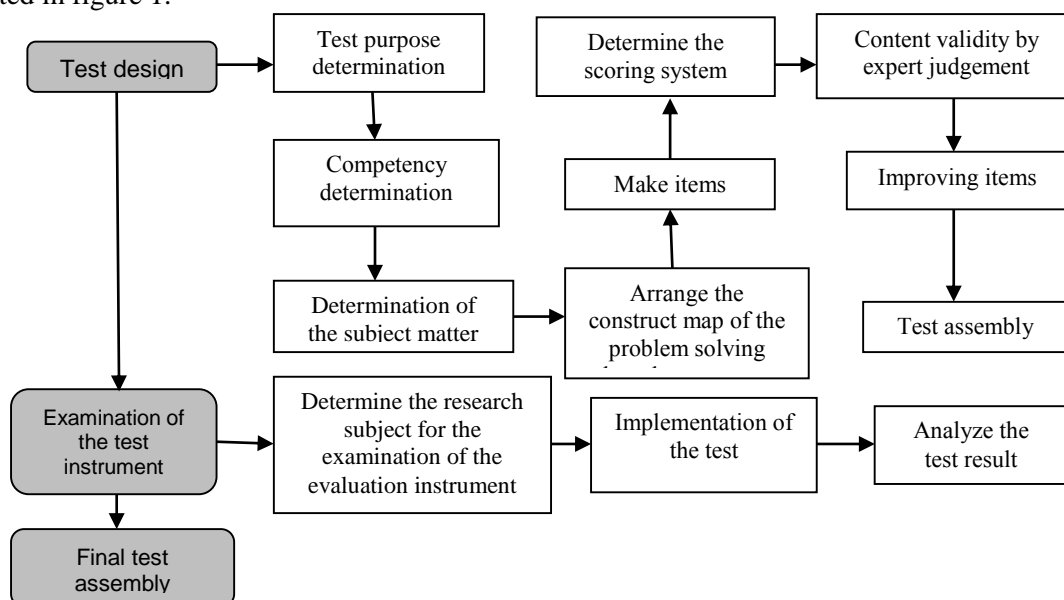 ted in figure 1.
Test design
Test purpose
determination
Competency
determination
Determination of
the subject matter
Arrange the
construct map of the
problem solving
Make items
Determine the
scoring system
Content validity by
expert judgement
Improving items
Test assembly
Examination of
the test
instrument
Determine the research
subject for the
examination of the
evaluation instrument
Implementation of
the test
Analyze the
test result
Final test
assembly